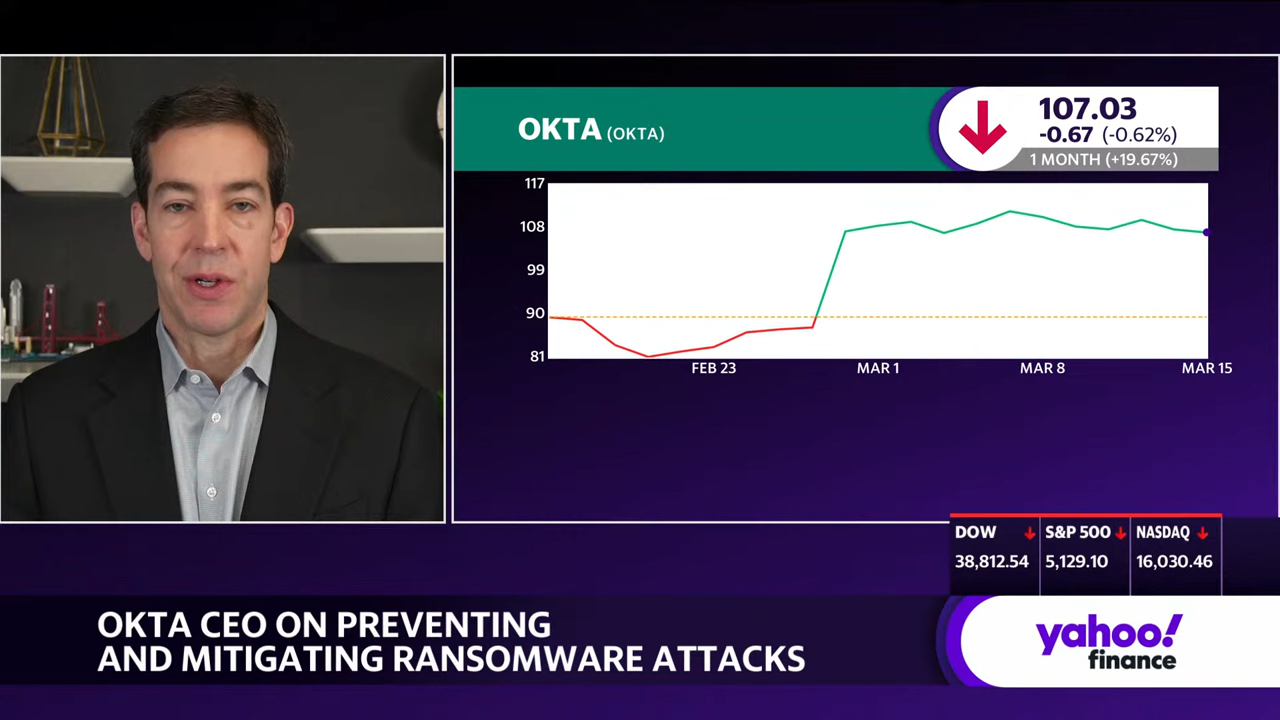 OKTA (OKTA)
107.03
-0.67 (-0.62%)
1 MONTH (+19.67%)
117
108
99
90
81
FEB 23 MAR 1 MAR 8 MAR 15
DOW S&P 500 NASDAQ
38,812.54 5,129.10 16,030.46
OKTA CEO ON PREVENTING
AND MITIGATING RANSOMWARE ATTACKS
yahoo!
finance